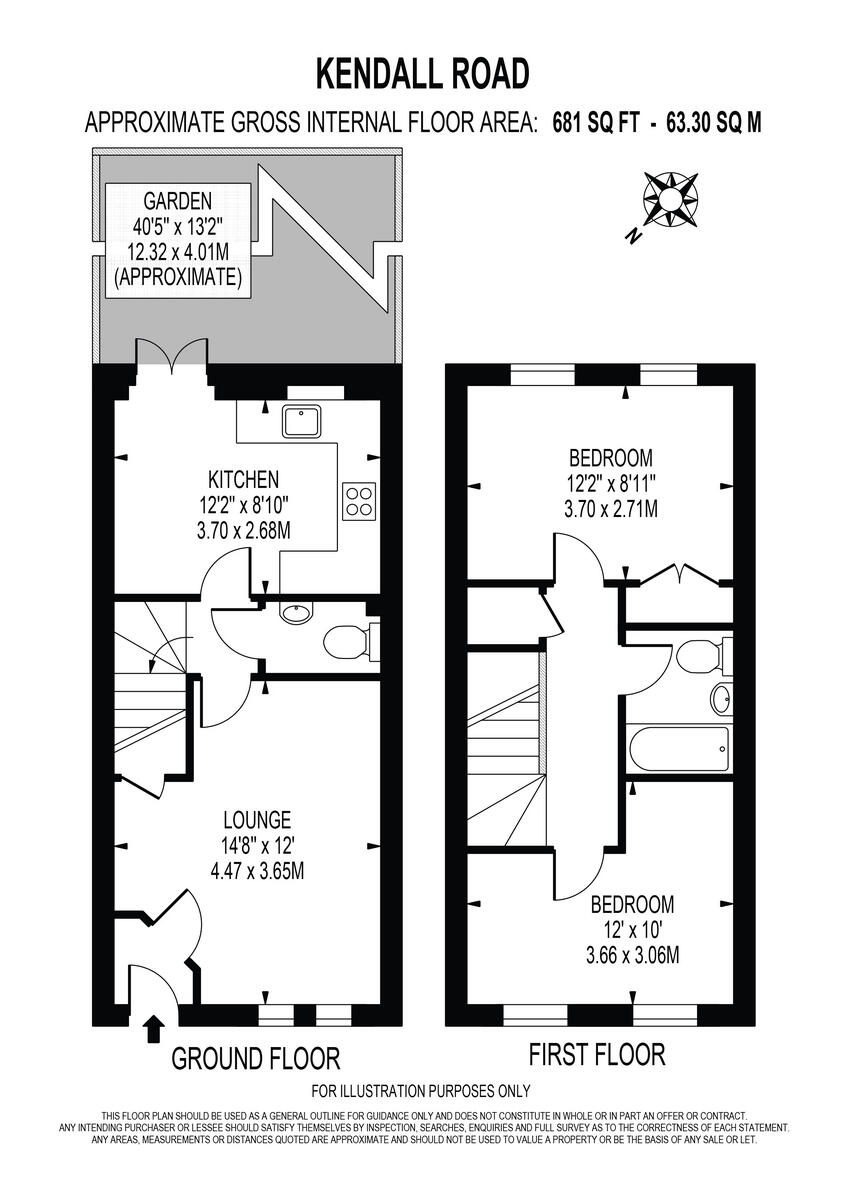 KENDALL ROAD
APPROXIMATE GROSS INTERNAL FLOOR AREA: 681 SQ FT - 63.30 SQ M
GARDEN
40'5" x 13'2"
12.32 x 4.01M
(APPROXIMATE)
N
KITCHEN
12'2" x 8'10"
3.70 x 2.68M
BEDROOM
12'2" x 8'11"
3.70 x 2.71M
LOUNGE
14'8" x 12'
4.47 x 3.65M
BEDROOM
12' x 10'
3.66 x 3.06M
GROUND FLOOR
FIRST FLOOR
FOR ILLUSTRATION PURPOSES ONLY
THIS FLOOR PLAN SHOULD BE USED AS A GENERAL OUTLINE FOR GUIDANCE ONLY AND DOES NOT CONSTITUTE IN WHOLE OR IN PART AN OFFER OR CONTRACT.
ANY INTENDING PURCHASER OR LESSEE SHOULD SATISFY THEMSELVES BY INSPECTION, SEARCHES, ENQUIRIES AND FULL SURVEY AS TO THE CORRECTNESS OF EACH STATEMENT.
ANY AREAS, MEASUREMENTS OR DISTANCES QUOTED ARE APPROXIMATE AND SHOULD NOT BE USED TO VALUE A PROPERTY OR BE THE BASIS OF ANY SALE OR LET.